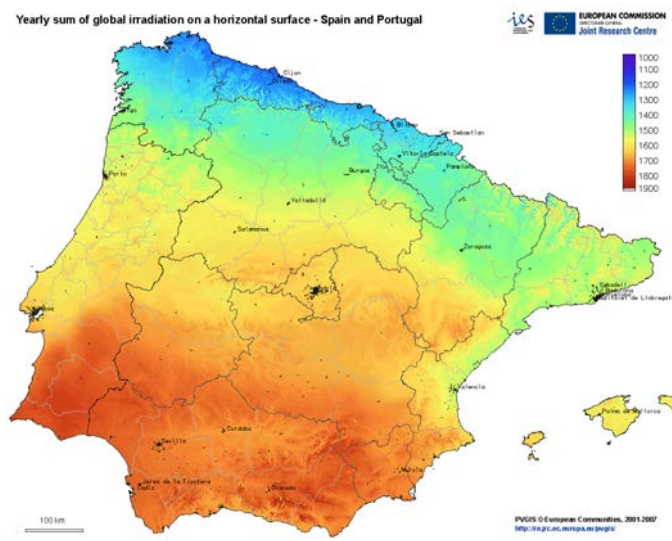 Yearly sum of global irradiation on a horizontal surface - Spain and Portugal
ies
EUROPEAN COMMISSION
DIRECTORATE GENERAL
Joint Research Centre
1000
1100
1200
1300
1400
1500
1600
1700
1800
1900
Gijon
San Sebastian
Vitoria-Gasteiz
Pamplona
Burgos
Porto
Valladolid
Salamanca
Zaragoza
Sabadell
Valencia
Palma de Mallorca
Cordoba
Sevilla
Jerez de la Frontera
Cadiz
Granada
100 km
PVGIS © European Communities, 2001-2007
http://re.jrc.ec.europa.eu/pvgis/